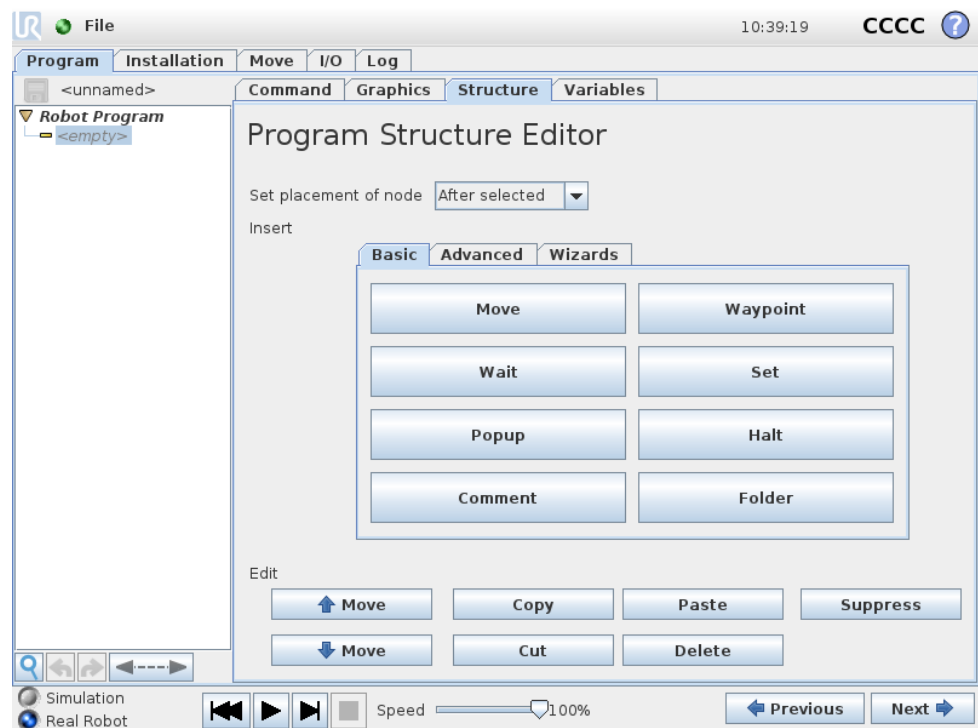 UR File 10:39:19 CCCC ?
Program Installation Move I/O Log
<unnamed> Command Graphics Structure Variables
Robot Program
<empty>
Program Structure Editor
Set placement of node After selected
Insert
Basic Advanced Wizards
Move Waypoint
Wait Set
Popup Halt
Comment Folder
Edit
Move Copy Paste Suppress
Move Cut Delete
Simulation
Real Robot
Speed 100% Previous Next